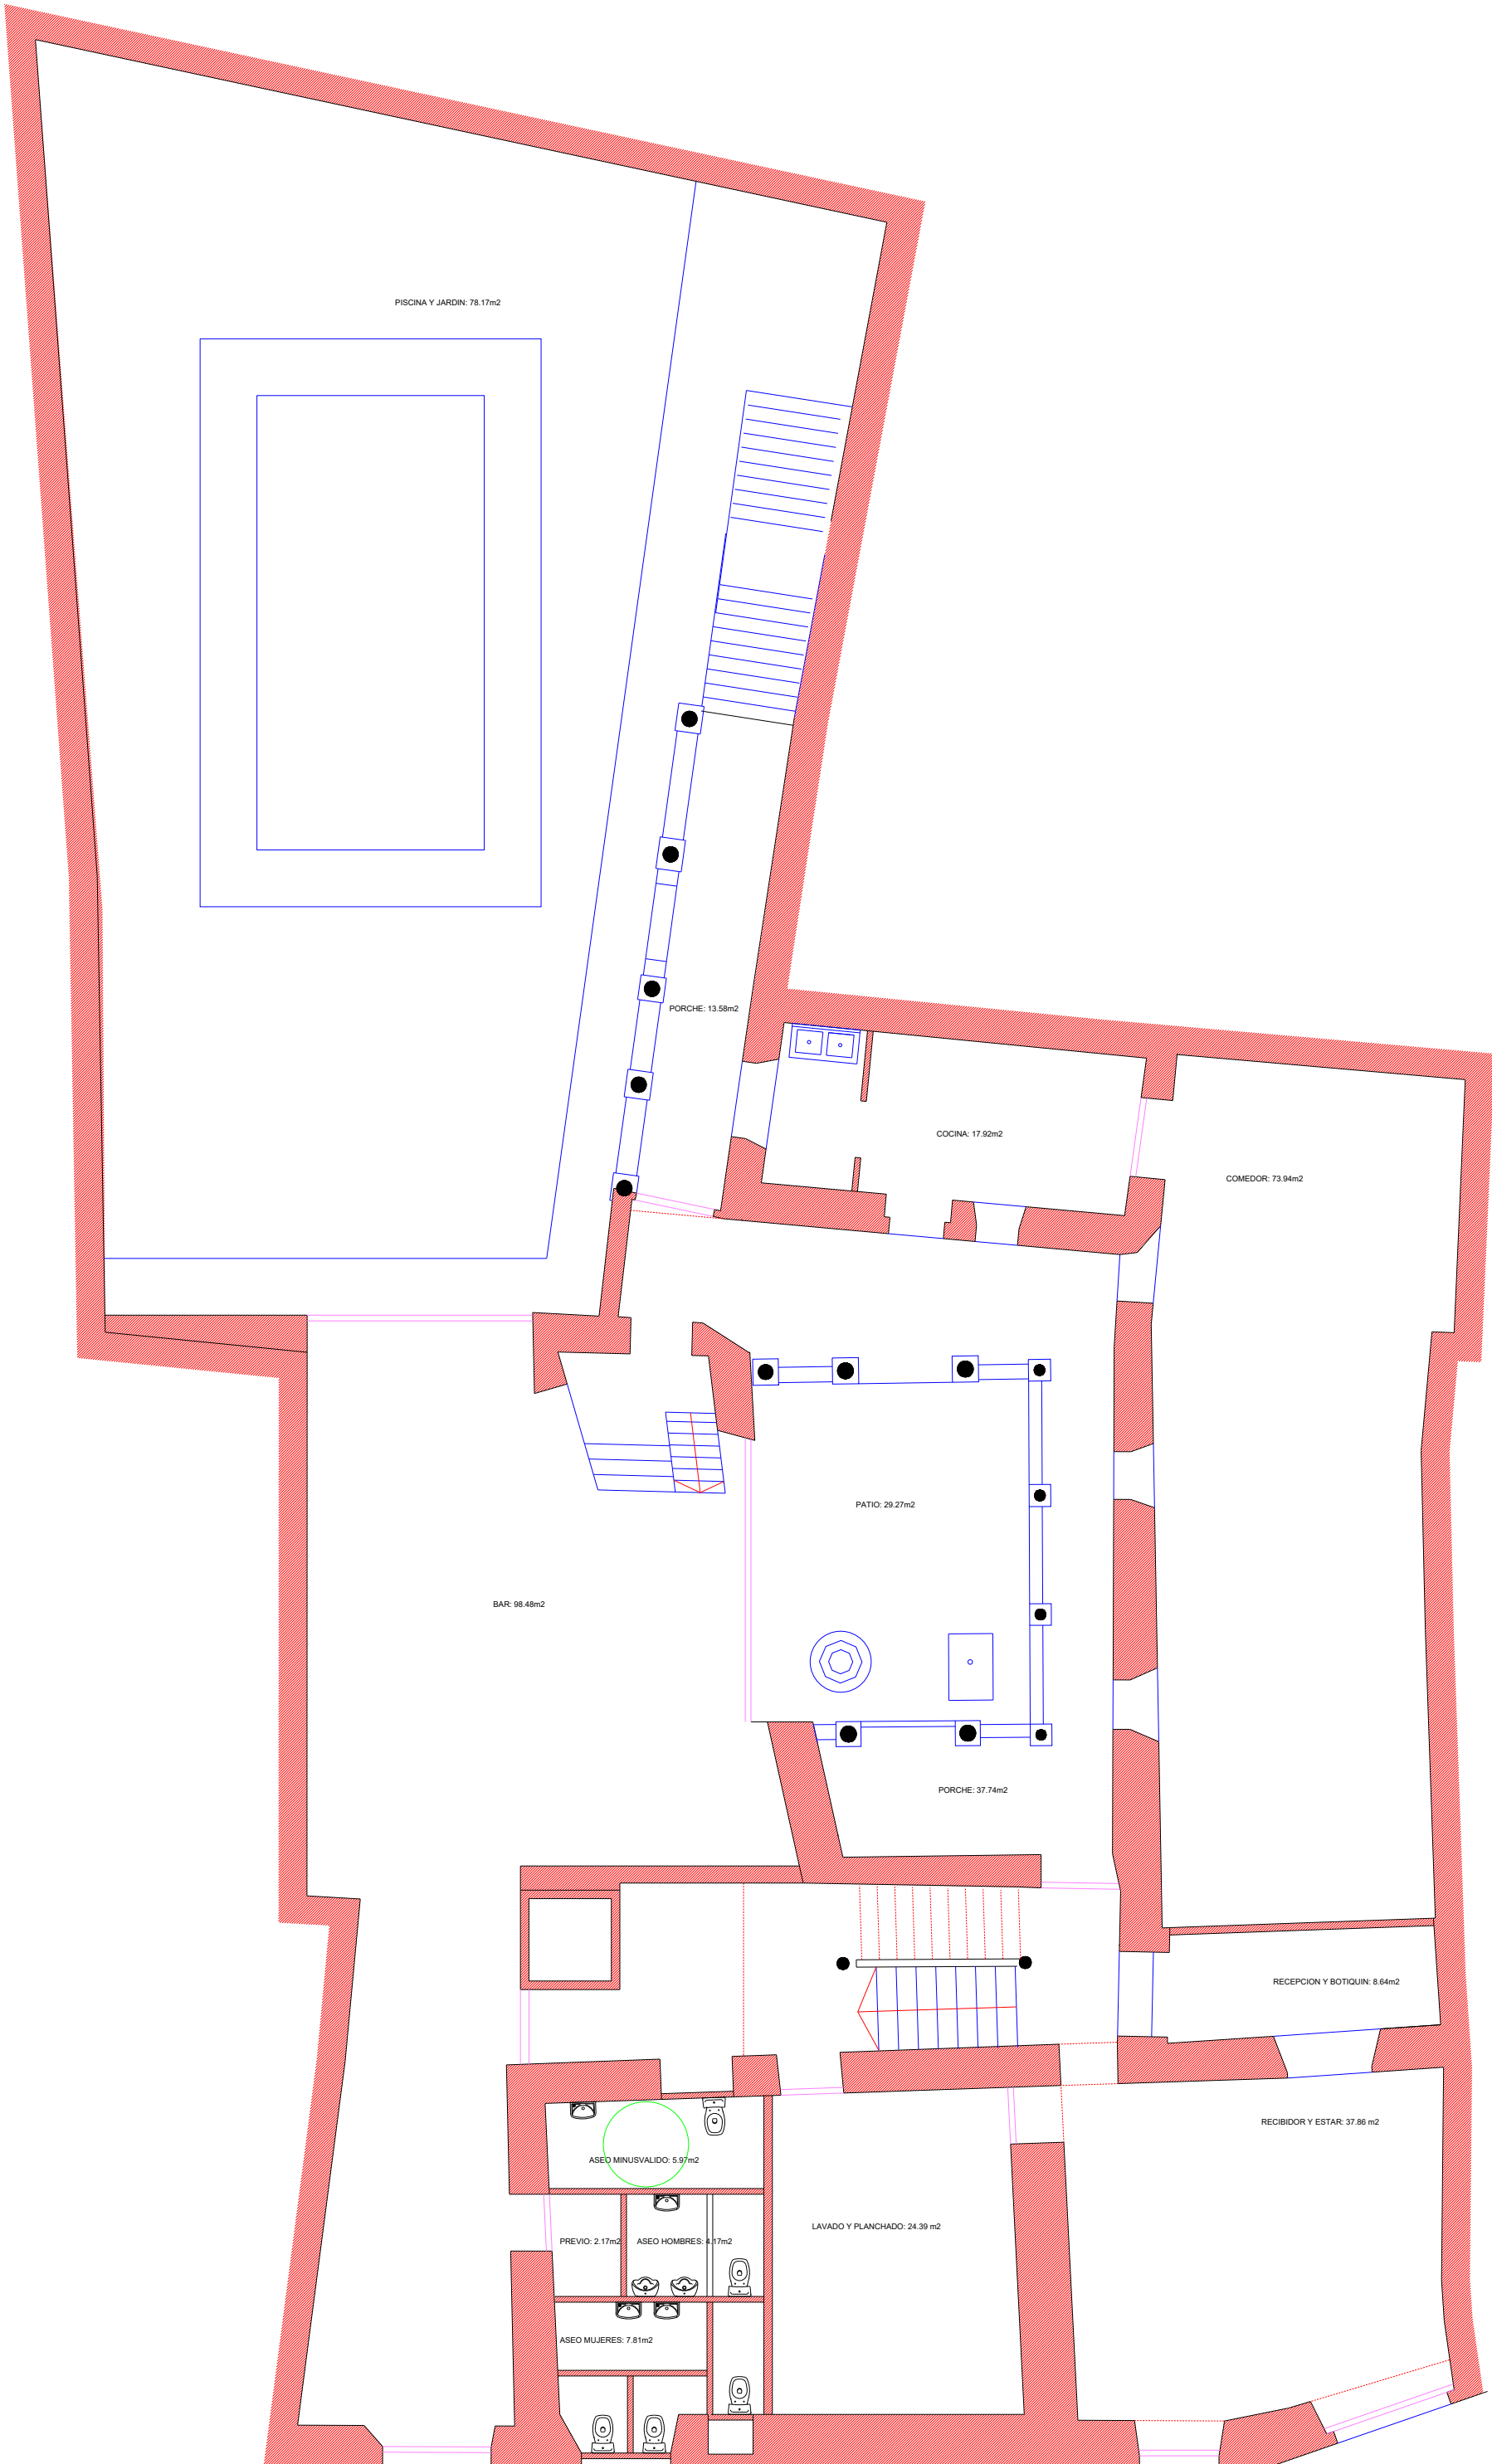 PISCINA Y JARDIN: 78.17m2
PORCHE: 13.58m2
COCINA: 17.92m2
COMEDOR: 73.94m2
PATIO: 29.27m2
BAR: 98.48m2
PORCHE: 37.74m2
RECEPCION Y BOTIQUIN: 8.64m2
RECIBIDOR Y ESTAR: 37.86 m2
ASEO MINUSVALIDO: 5.97m2
LAVADO Y PLANCHADO: 24.39 m2
PREVIO: 2.17m2
ASEO HOMBRES: 4.17m2
ASEO MUJERES: 7.81m2